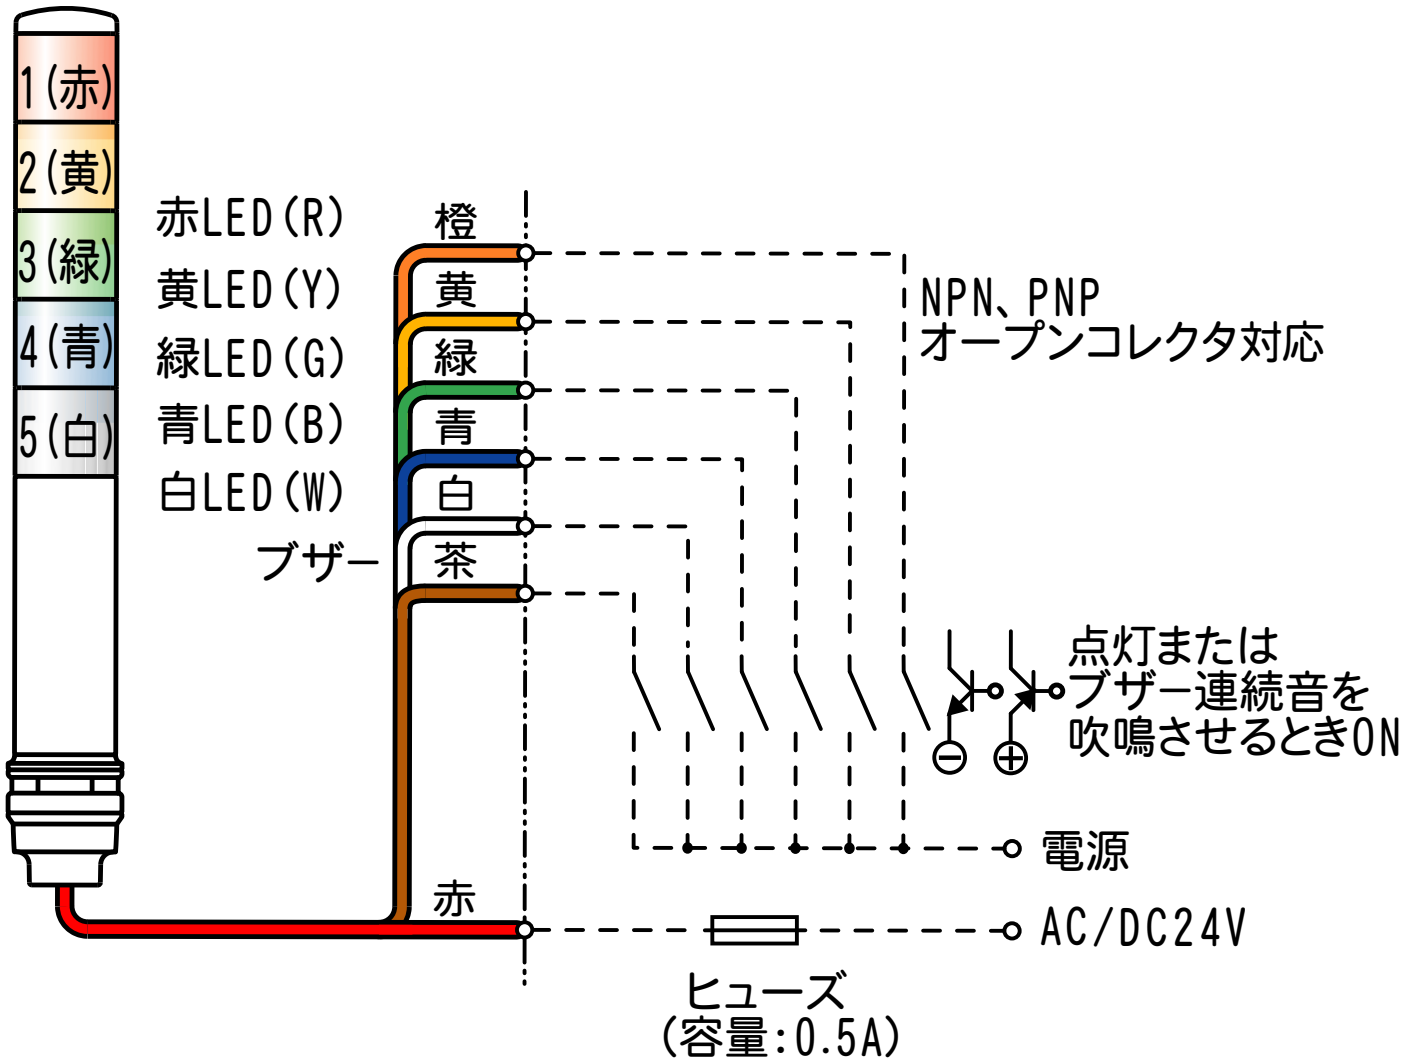 1(赤)
2(黄)
3(緑)
4(青)
5(白)
赤LED(R)
橙
黄LED(Y)
黄
緑LED(G)
緑
青LED(B)
青
白LED(W)
白
ブザー
茶
NPN、PNP
オープンコレクタ対応
点灯または
ブザー連続音を
吹鳴させるときON
電源
赤
AC/DC24V
ヒューズ
(容量:0.5A)